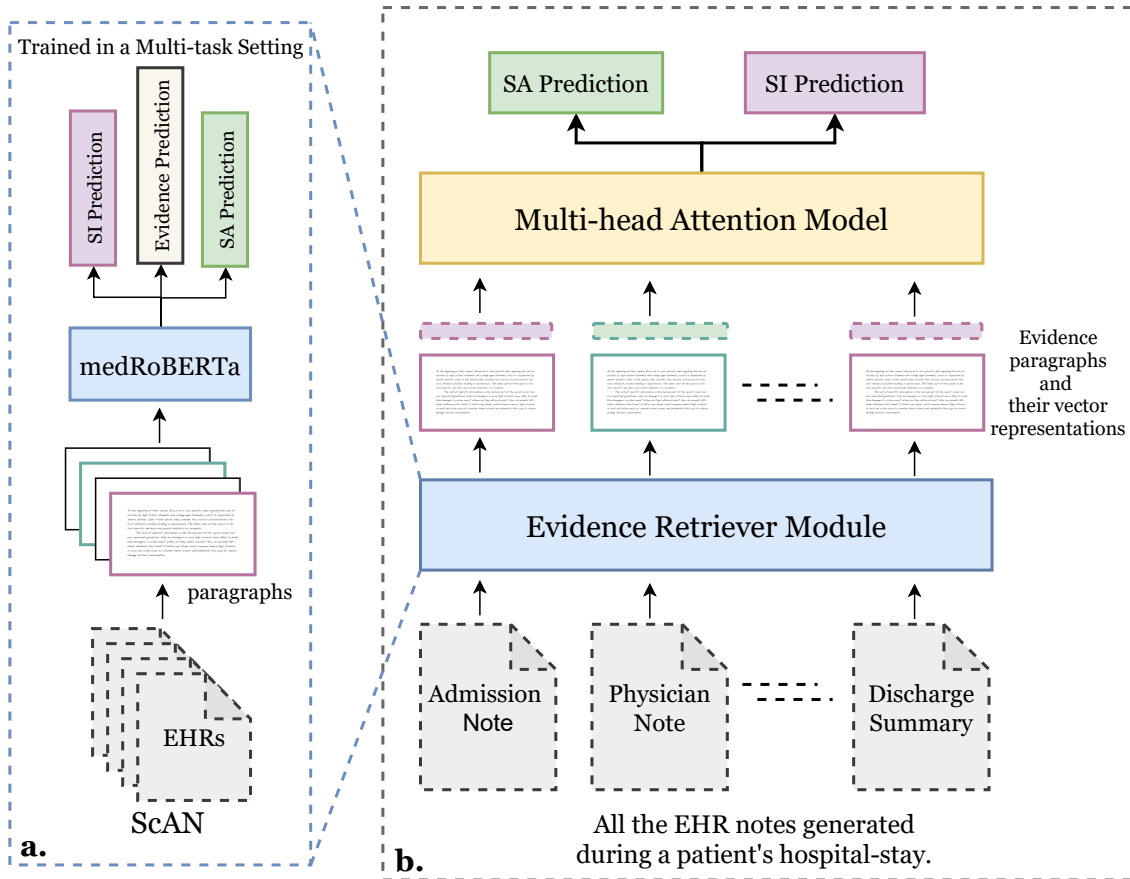 Trained in a Multi-task Setting
SI Prediction
Evidence Prediction
SA Prediction
medRoBERTa
paragraphs
EHRs
ScAN
a.
SA Prediction
SI Prediction
Multi-head Attention Model
Evidence
paragraphs
and
their vector
representations
Evidence Retriever Module
Admission
Note
Physician
Note
Discharge
Summary
All the EHR notes generated
during a patient's hospital-stay.
b.